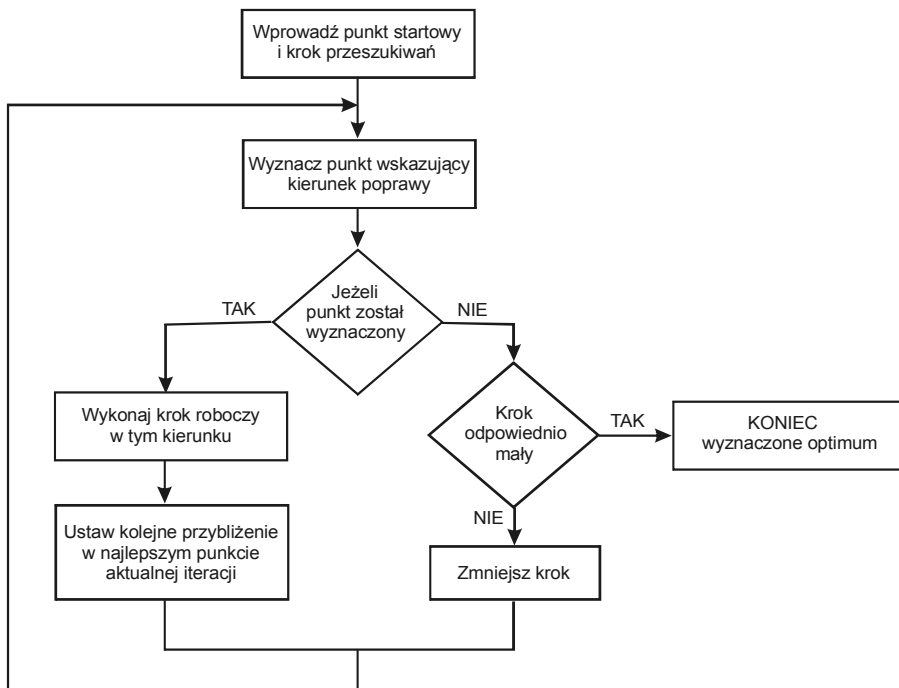 Wprowadź punkt startowy
i krok przeszukiwań
Wyznacz punkt wskazujący
kierunek poprawy
Jeżeli
punkt został
wyznaczony
TAK
NIE
Wykonaj krok roboczy
w tym kierunku
Krok
odpowiednio
mały
TAK
KONIEC
wyznaczone optimum
Ustaw kolejne przybliżenie
w najlepszym punkcie
aktualnej iteracji
NIE
Zmniejsz krok